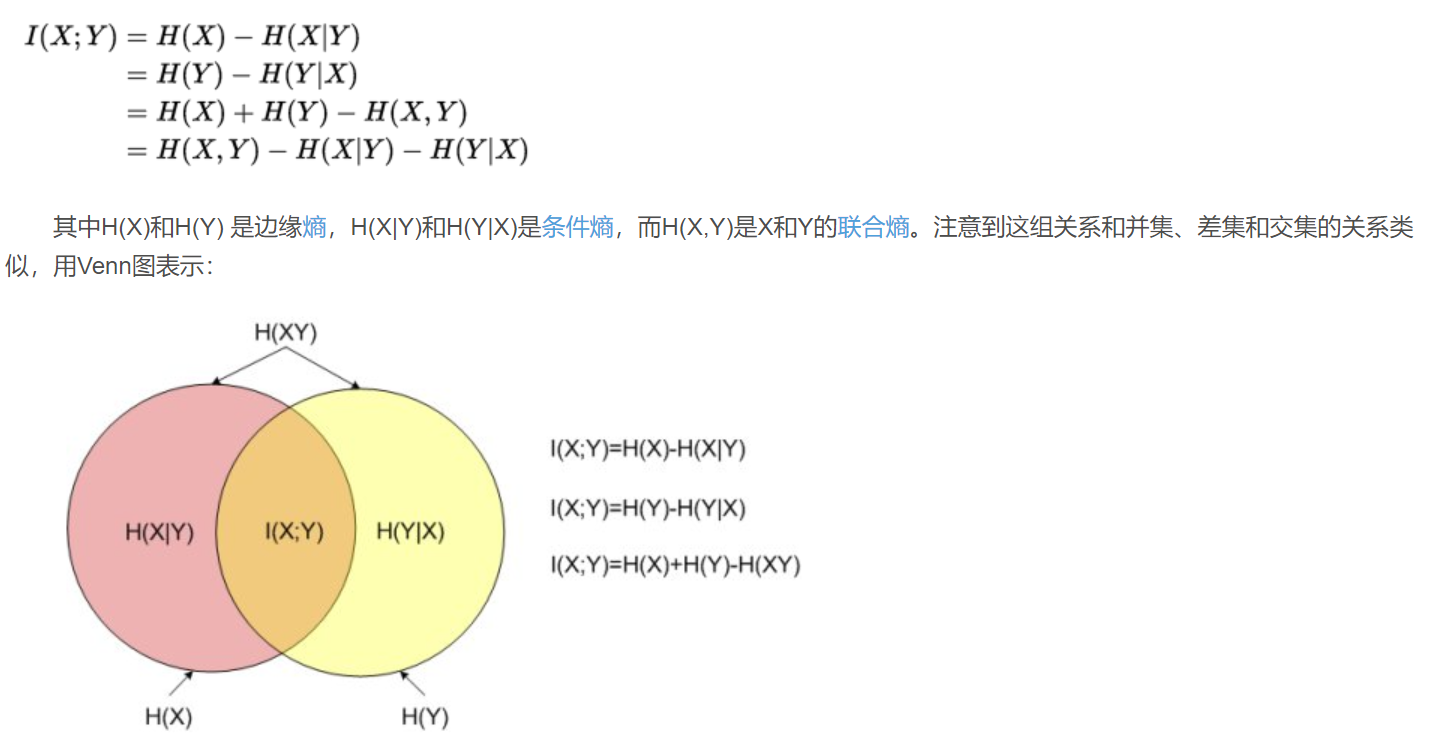 I(X;Y) = H(X) − H(X|Y)
= H(Y) − H(Y|X)
= H(X) + H(Y) − H(X,Y)
= H(X,Y) − H(X|Y) − H(Y|X)
其中H(X)和H(Y) 是边缘熵，H(X|Y)和H(Y|X)是条件熵，而H(X,Y)是X和Y的联合熵。注意到这组关系和并集、差集和交集的关系类
似，用Venn图表示：
H(XY)
I(X;Y)=H(X)-H(X|Y)
I(X;Y)=H(Y)-H(Y|X)
H(X|Y) I(X;Y) H(Y|X)
I(X;Y)=H(X)+H(Y)-H(XY)
H(X) H(Y)